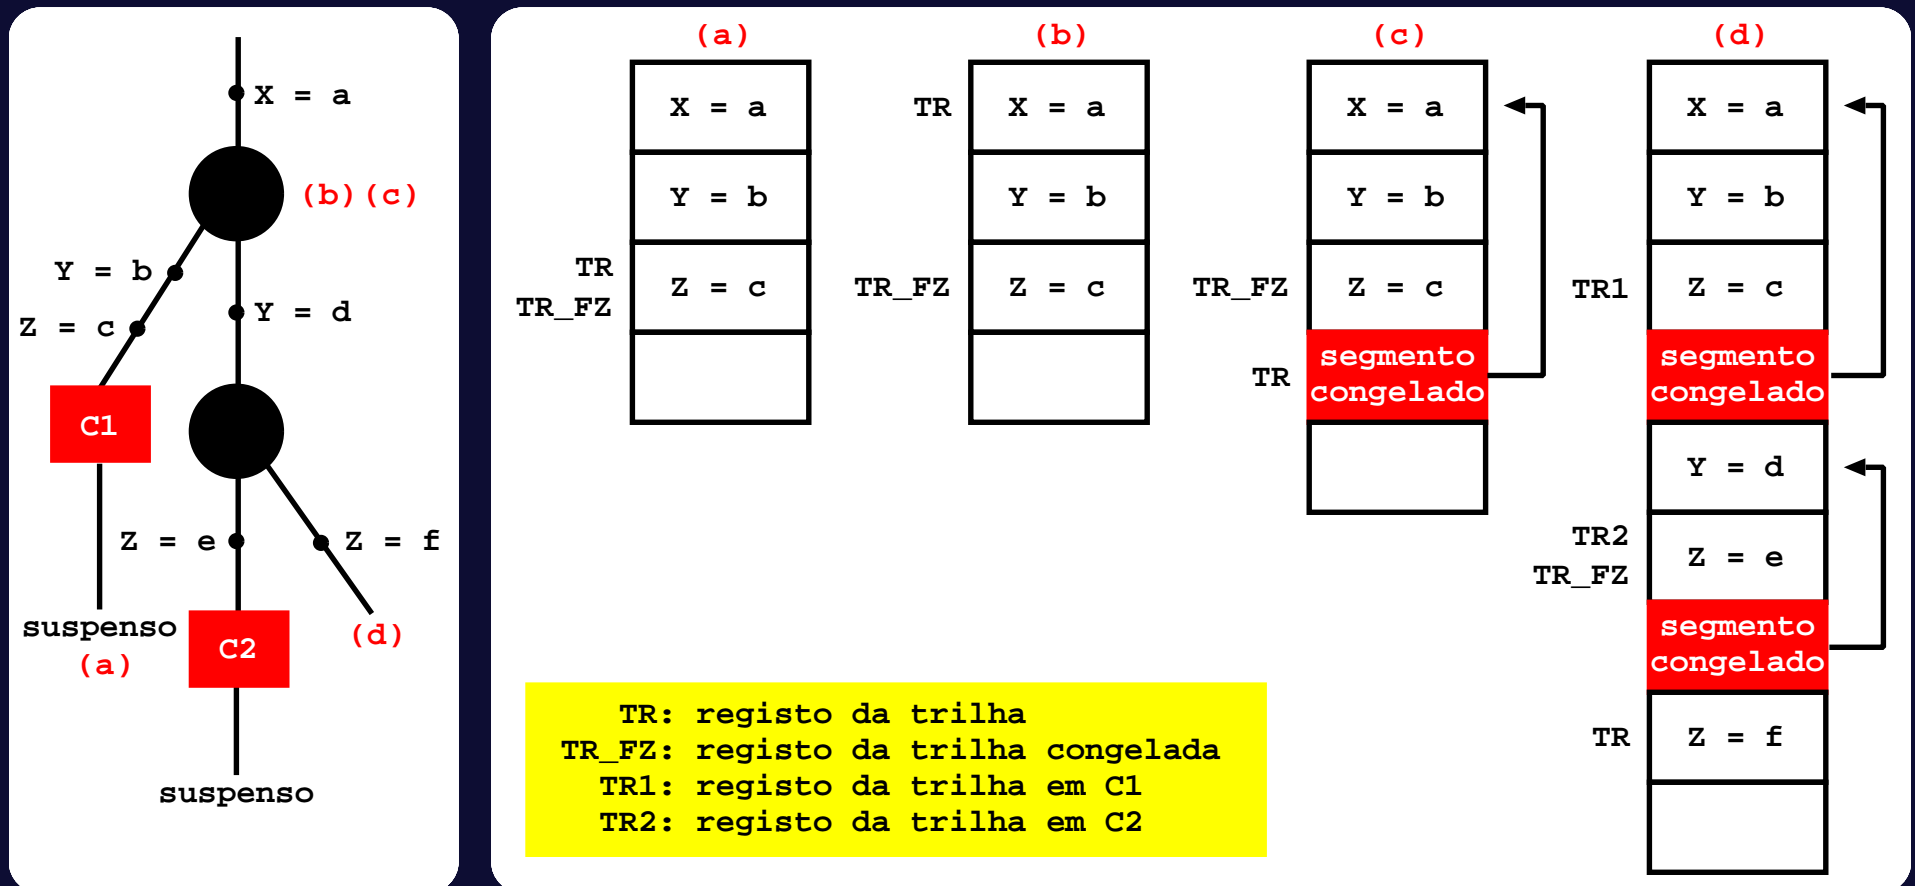 X = a
(b)(c)
Y = b
Y = d
Z = c
C1
Z = e
Z = f
suspenso
(a)
C2
(d)
suspenso
(a)
X = a
Y = b
TR
TR_FZ
Z = c
(b)
TR
X = a
Y = b
TR_FZ
Z = c
(c)
X = a
Y = b
TR_FZ
Z = c
TR
segmento
congelado
(d)
X = a
Y = b
TR1
Z = c
segmento
congelado
Y = d
TR2
TR_FZ
Z = e
segmento
congelado
TR
Z = f
TR: registo da trilha
TR_FZ: registo da trilha congelada
TR1: registo da trilha em C1
TR2: registo da trilha em C2